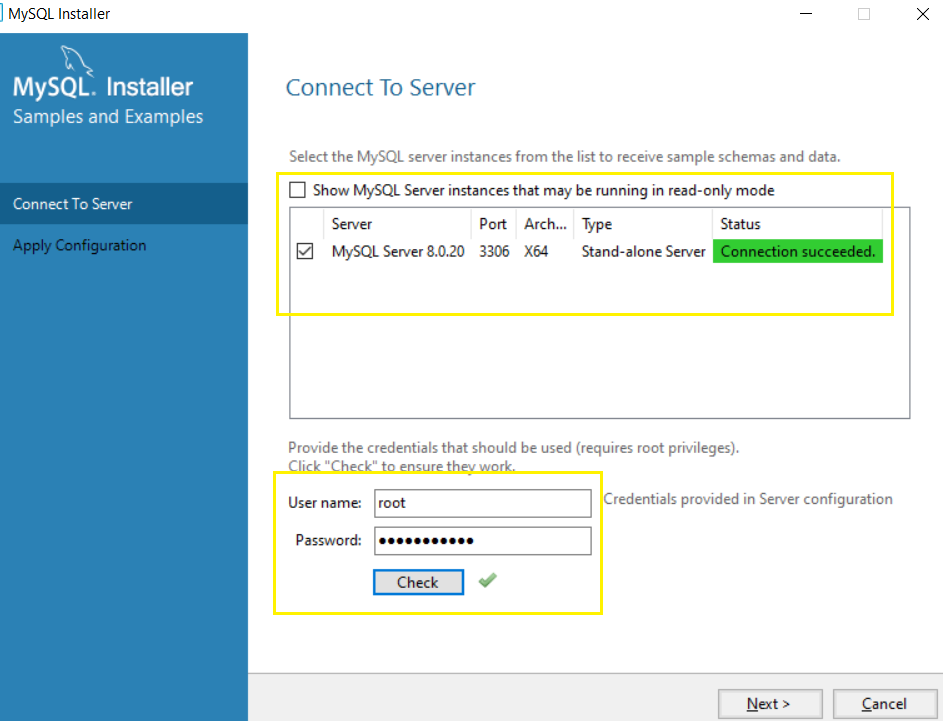 MySQL Installer
MySQL. Installer
Samples and Examples
Connect To Server
Apply Configuration
Connect To Server
Select the MySQL server instances from the list to receive sample schemas and data.
Show MySQL Server instances that may be running in read-only mode
Server Port Arch... Type Status
MySQL Server 8.0.20 3306 X64 Stand-alone Server Connection succeeded.
Provide the credentials that should be used (requires root privileges).
Click "Check" to ensure they work.
User name: root Credentials provided in Server configuration
Password: ●●●●●●●●●●●
Check
Next > Cancel